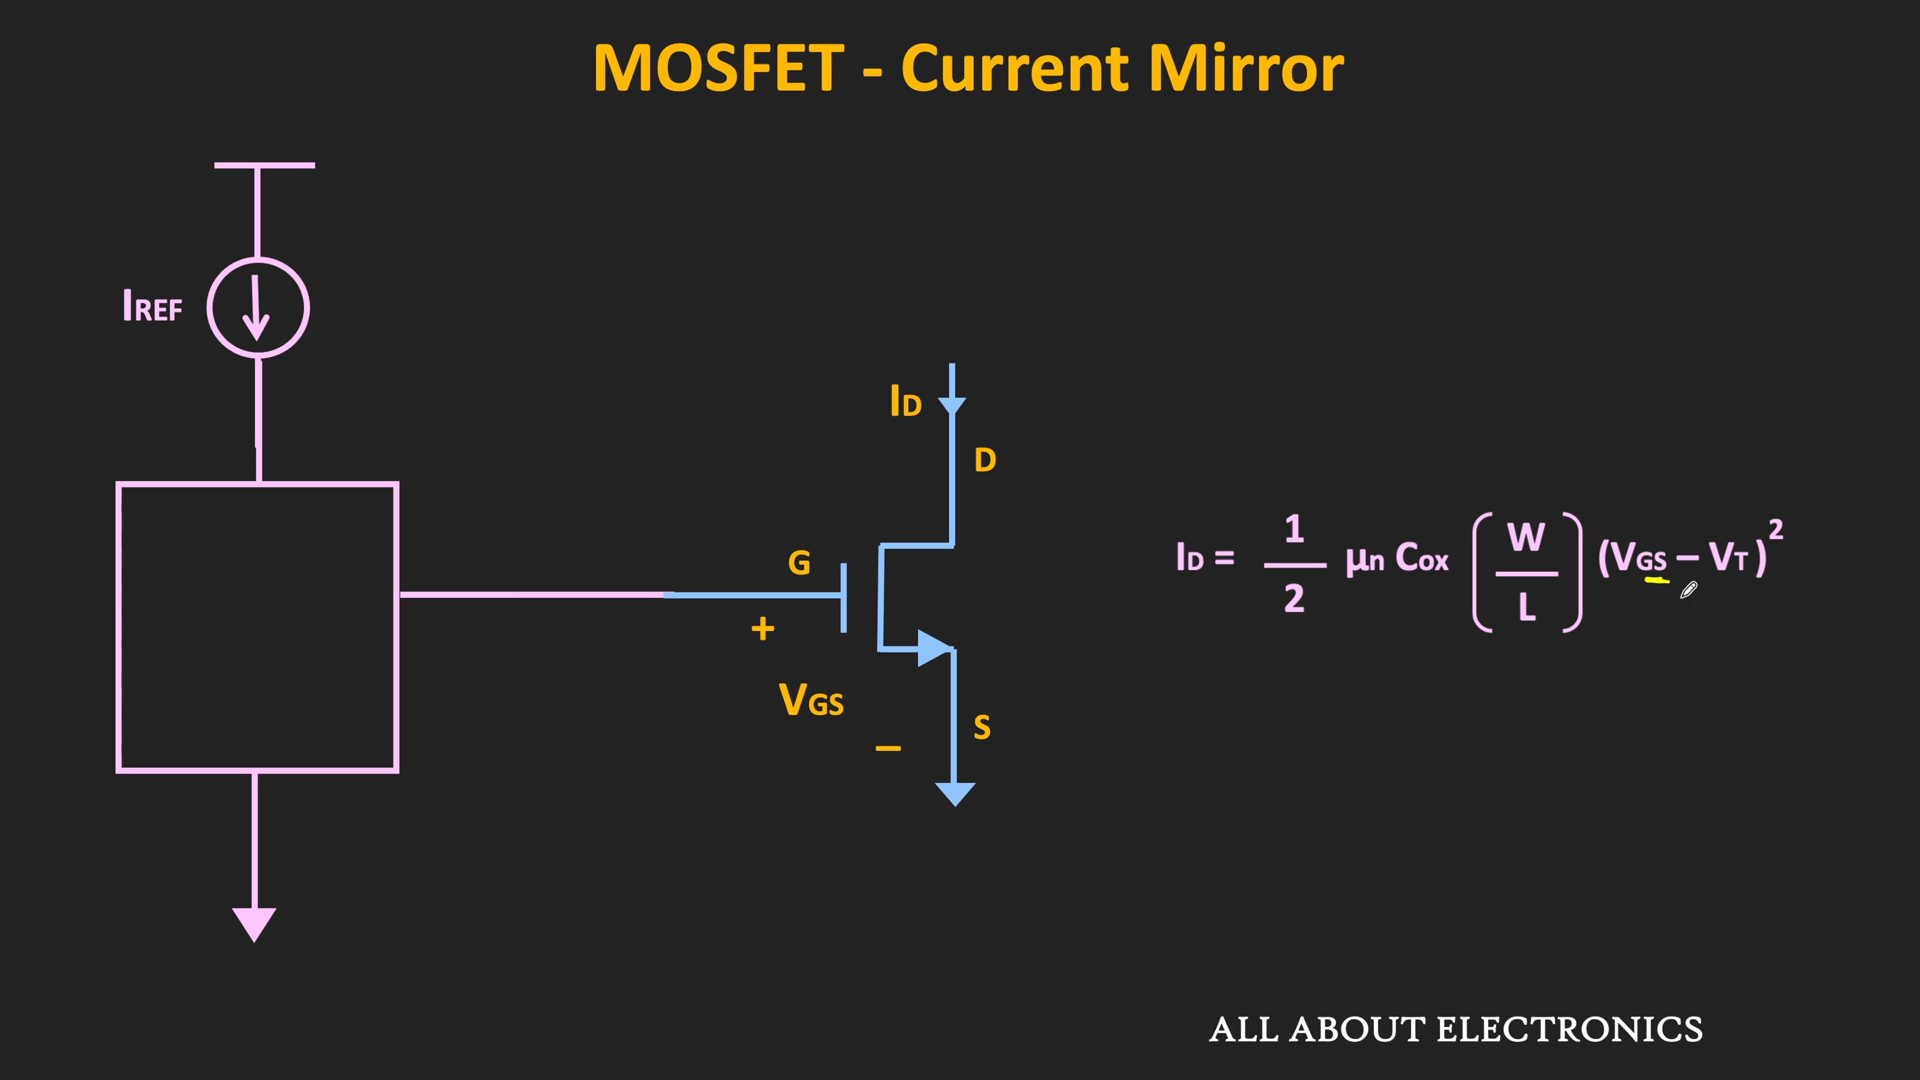 MOSFET - Current Mirror
IREF
ID
D
G
+
VGS
–
S
ID = 1/2 μn Cox (W/L) (VGS – VT)²
ALL ABOUT ELECTRONICS